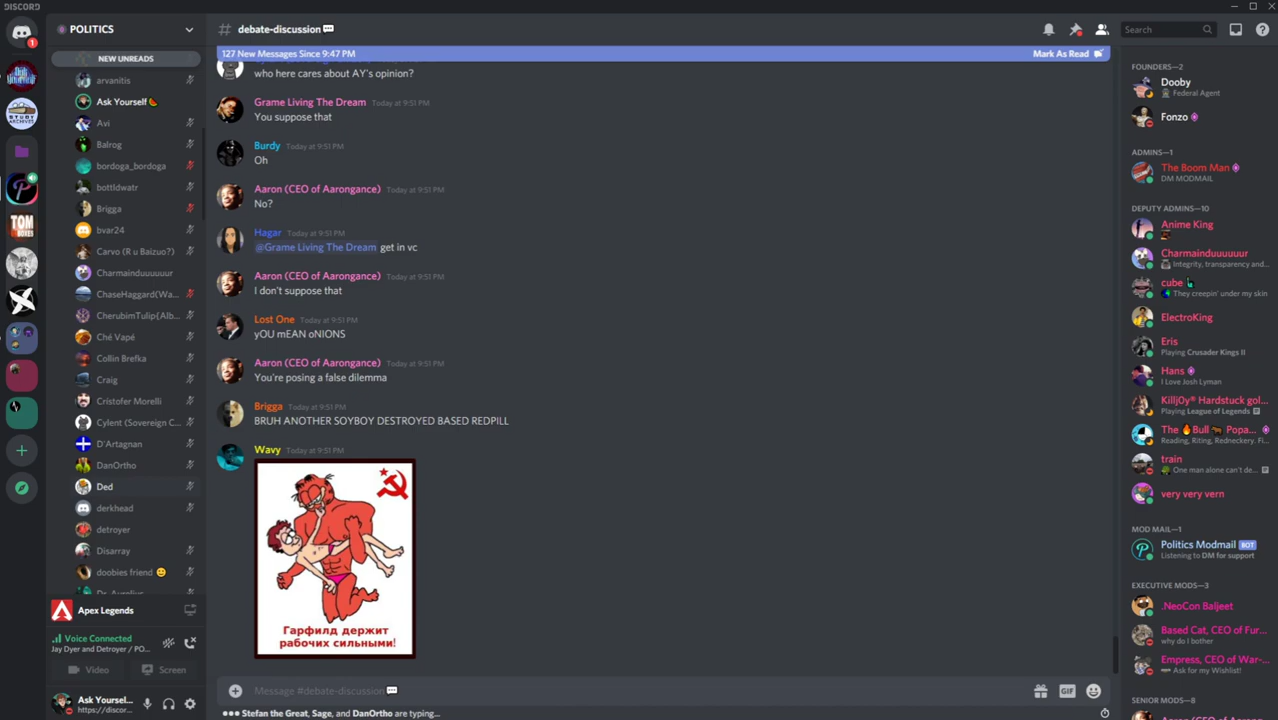 DISCORD
POLITICS
NEW UNREADS
arvanitis
Ask Yourself
Avi
Balrog
bordoga_bordoga
bottldwatr
Brigga
bvar24
Carvo (R u Baizuo?)
Charmainduuuuuur
ChaseHaggard(Wa...
CherubimTulip{Alb...
Ché Vapé
Collin Brefka
Craig
Cristofer Morelli
Cylent (Sovereign C...
D'Artagnan
DanOrtho
Ded
derkhead
detroyer
Disarray
doobies friend
Dr. Aurelius
Apex Legends
Voice Connected
Jay Dyer and Detroyer / PO...
Video
Screen
Ask Yoursel...
https://discor...
1
TOM
BOXES
STUDY
ARCHIVES
# debate-discussion
Search
127 New Messages Since 9:47 PM
Mark As Read
who here cares about AY's opinion?
Grame Living The Dream Today at 9:51 PM
You suppose that
Burdy Today at 9:51 PM
Oh
Aaron (CEO of Aarongance) Today at 9:51 PM
No?
Hagar Today at 9:51 PM
@Grame Living The Dream get in vc
Aaron (CEO of Aarongance) Today at 9:51 PM
I don't suppose that
Lost One Today at 9:51 PM
yOU mEAN oNIONS
Aaron (CEO of Aarongance) Today at 9:51 PM
You're posing a false dilemma
Brigga Today at 9:51 PM
BRUH ANOTHER SOYBOY DESTROYED BASED REDPILL
Wavy Today at 9:51 PM
Гарфилд держит
рабочих сильными!
Message #debate-discussion
GIF
Stefan the Great, Sage, and DanOrtho are typing...
FOUNDERS—2
Dooby
Federal Agent
Fonzo
ADMINS—1
The Boom Man
DM MODMAIL
DEPUTY ADMINS—10
Anime King
Charmainduuuuuur
Integrity, transparency and...
cube
They creepin' under my skin
ElectroKing
Eris
Playing Crusader Kings II
Hans
I Love Josh Lyman
Killj0y® Hardstuck gol...
Playing League of Legends
The Bull Popa...
Reading, Riting, Redneckery. Fi...
train
One man alone can't de...
very very vern
MOD MAIL—1
Politics Modmail BOT
Listening to DM for support
EXECUTIVE MODS—3
.NeoCon Baljeet
Based Cat, CEO of Fur...
why do I bother
Empress, CEO of War-...
Ask for my Wishlist!
SENIOR MODS—8